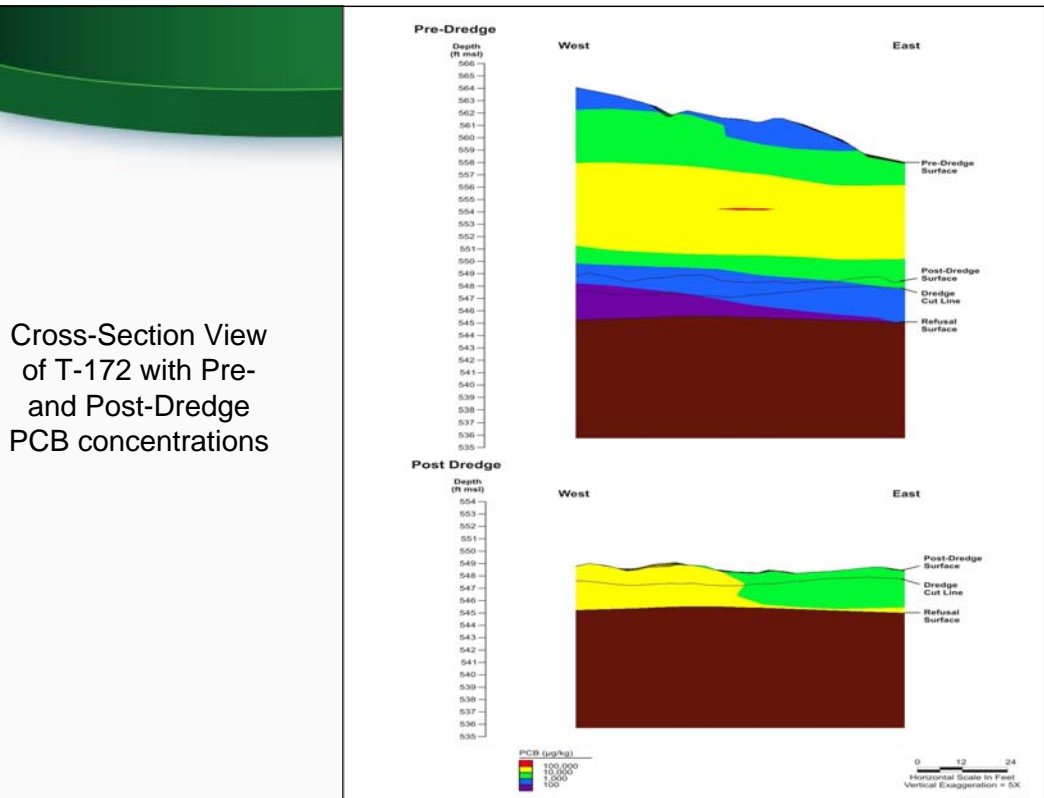 Cross-Section View
of T-172 with Pre-
and Post-Dredge
PCB concentrations
Pre-Dredge
Depth
(ft msl)
West
East
566
565
564
563
562
561
560
559
558
557
556
555
554
553
552
551
550
549
548
547
546
545
544
543
542
541
540
539
538
537
536
535
Pre-Dredge
Surface
Post-Dredge
Surface
Dredge
Cut Line
Refusal
Surface
Post Dredge
Depth
(ft msl)
West
East
554
553
552
551
550
549
548
547
546
545
544
543
542
541
540
539
538
537
536
535
Post-Dredge
Surface
Dredge
Cut Line
Refusal
Surface
PCB (µg/kg)
100,000
10,000
1,000
100
0 12 24
Horizontal Scale In Feet
Vertical Exaggeration = 5X